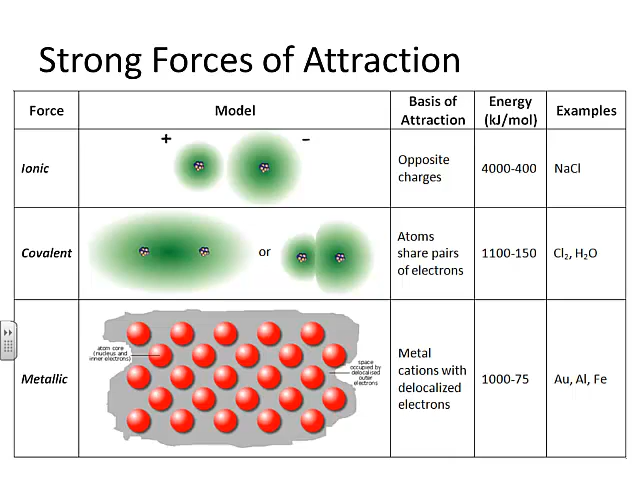 Strong Forces of Attraction
Force
Model
Basis of
Attraction
Energy
(kJ/mol)
Examples
Ionic
+
–
Opposite
charges
4000-400
NaCl
Covalent
or
Atoms
share pairs
of electrons
1100-150
Cl₂, H₂O
Metallic
atom core
(nucleus and
inner electrons)
space
occupied by
delocalised
outer
electrons
Metal
cations with
delocalized
electrons
1000-75
Au, Al, Fe